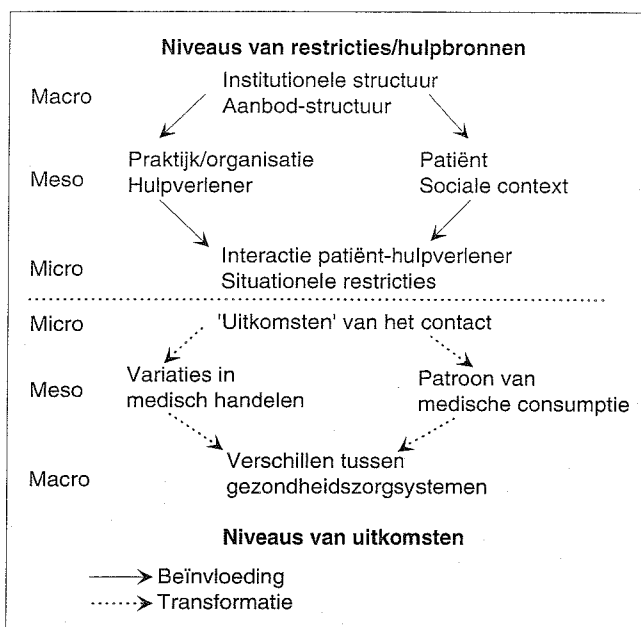 Niveaus van restricties/hulpbronnen
Macro
Institutionele structuur
Aanbod-structuur
Meso
Praktijk/organisatie
Hulpverlener
Patiënt
Sociale context
Micro
Interactie patiënt-hulpverlener
Situationele restricties
Micro
'Uitkomsten' van het contact
Meso
Variaties in
medisch handelen
Patroon van
medische consumptie
Macro
Verschillen tussen
gezondheidszorgsystemen
Niveaus van uitkomsten
Beïnvloeding
Transformatie